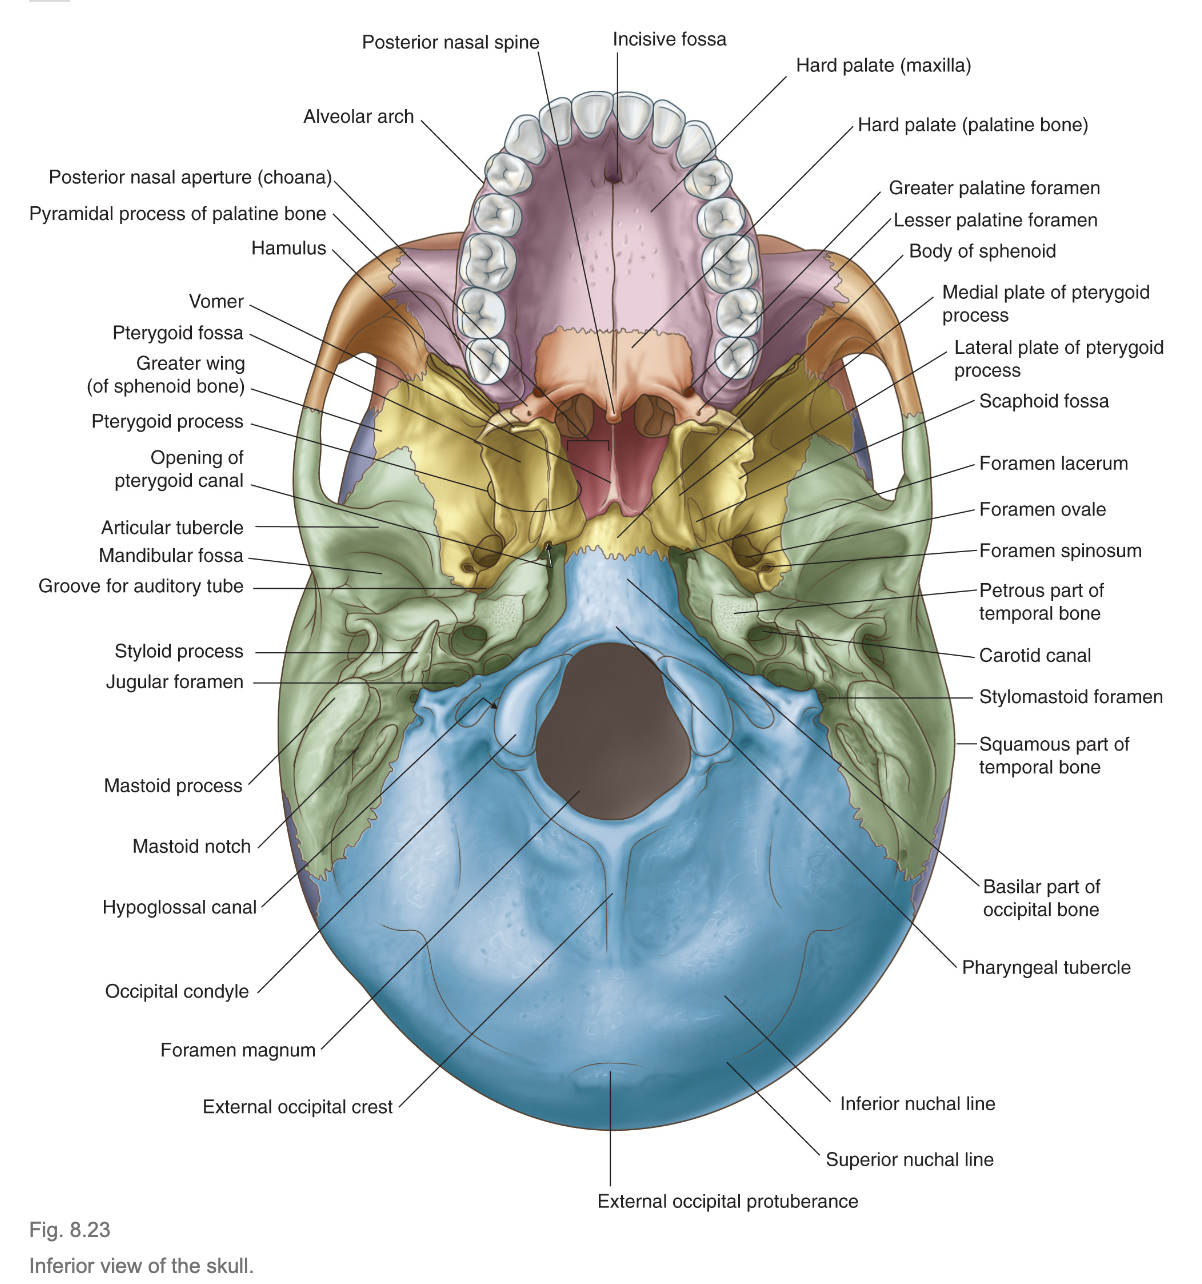 Posterior nasal spine
Incisive fossa
Hard palate (maxilla)
Alveolar arch
Hard palate (palatine bone)
Posterior nasal aperture (choana)
Greater palatine foramen
Pyramidal process of palatine bone
Lesser palatine foramen
Hamulus
Body of sphenoid
Vomer
Medial plate of pterygoid
process
Pterygoid fossa
Lateral plate of pterygoid
process
Greater wing
(of sphenoid bone)
Scaphoid fossa
Pterygoid process
Opening of
pterygoid canal
Foramen lacerum
Articular tubercle
Foramen ovale
Mandibular fossa
Foramen spinosum
Groove for auditory tube
Petrous part of
temporal bone
Styloid process
Carotid canal
Jugular foramen
Stylomastoid foramen
Squamous part of
temporal bone
Mastoid process
Mastoid notch
Hypoglossal canal
Basilar part of
occipital bone
Occipital condyle
Pharyngeal tubercle
Foramen magnum
External occipital crest
Inferior nuchal line
Superior nuchal line
External occipital protuberance
Fig. 8.23
Inferior view of the skull.